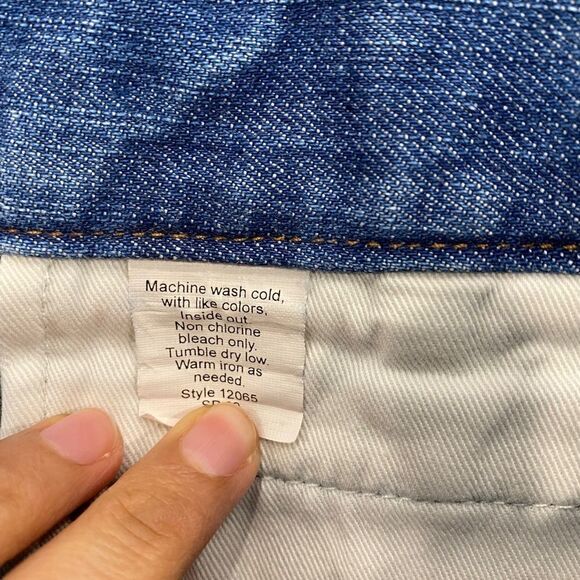 Machine wash cold,
with like colors,
Inside out.
Non chlorine
bleach only.
Tumble dry low.
Warm iron as
needed.
Style 12065